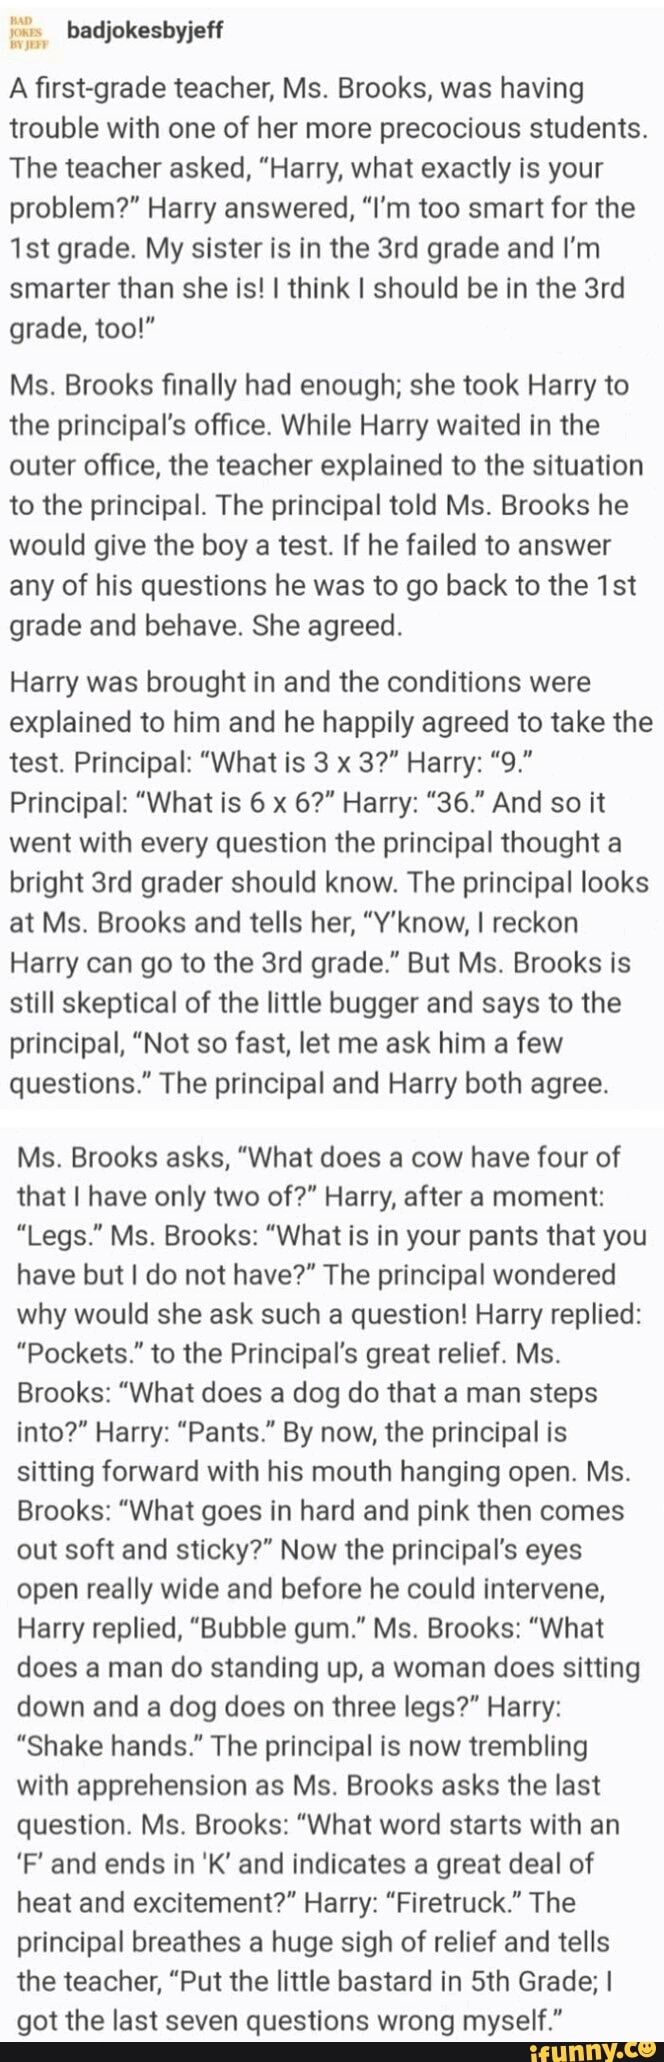 BAD
JOKES
BY JEFF
badjokesbyjeff
A first-grade teacher, Ms. Brooks, was having
trouble with one of her more precocious students.
The teacher asked, “Harry, what exactly is your
problem?” Harry answered, “I’m too smart for the
1st grade. My sister is in the 3rd grade and I’m
smarter than she is! I think I should be in the 3rd
grade, too!”
Ms. Brooks finally had enough; she took Harry to
the principal’s office. While Harry waited in the
outer office, the teacher explained to the situation
to the principal. The principal told Ms. Brooks he
would give the boy a test. If he failed to answer
any of his questions he was to go back to the 1st
grade and behave. She agreed.
Harry was brought in and the conditions were
explained to him and he happily agreed to take the
test. Principal: “What is 3 x 3?” Harry: “9.”
Principal: “What is 6 x 6?” Harry: “36.” And so it
went with every question the principal thought a
bright 3rd grader should know. The principal looks
at Ms. Brooks and tells her, “Y’know, I reckon
Harry can go to the 3rd grade.” But Ms. Brooks is
still skeptical of the little bugger and says to the
principal, “Not so fast, let me ask him a few
questions.” The principal and Harry both agree.
Ms. Brooks asks, “What does a cow have four of
that I have only two of?” Harry, after a moment:
“Legs.” Ms. Brooks: “What is in your pants that you
have but I do not have?” The principal wondered
why would she ask such a question! Harry replied:
“Pockets.” to the Principal’s great relief. Ms.
Brooks: “What does a dog do that a man steps
into?” Harry: “Pants.” By now, the principal is
sitting forward with his mouth hanging open. Ms.
Brooks: “What goes in hard and pink then comes
out soft and sticky?” Now the principal’s eyes
open really wide and before he could intervene,
Harry replied, “Bubble gum.” Ms. Brooks: “What
does a man do standing up, a woman does sitting
down and a dog does on three legs?” Harry:
“Shake hands.” The principal is now trembling
with apprehension as Ms. Brooks asks the last
question. Ms. Brooks: “What word starts with an
‘F’ and ends in 'K’ and indicates a great deal of
heat and excitement?” Harry: “Firetruck.” The
principal breathes a huge sigh of relief and tells
the teacher, “Put the little bastard in 5th Grade; I
got the last seven questions wrong myself.”
ifunny.co